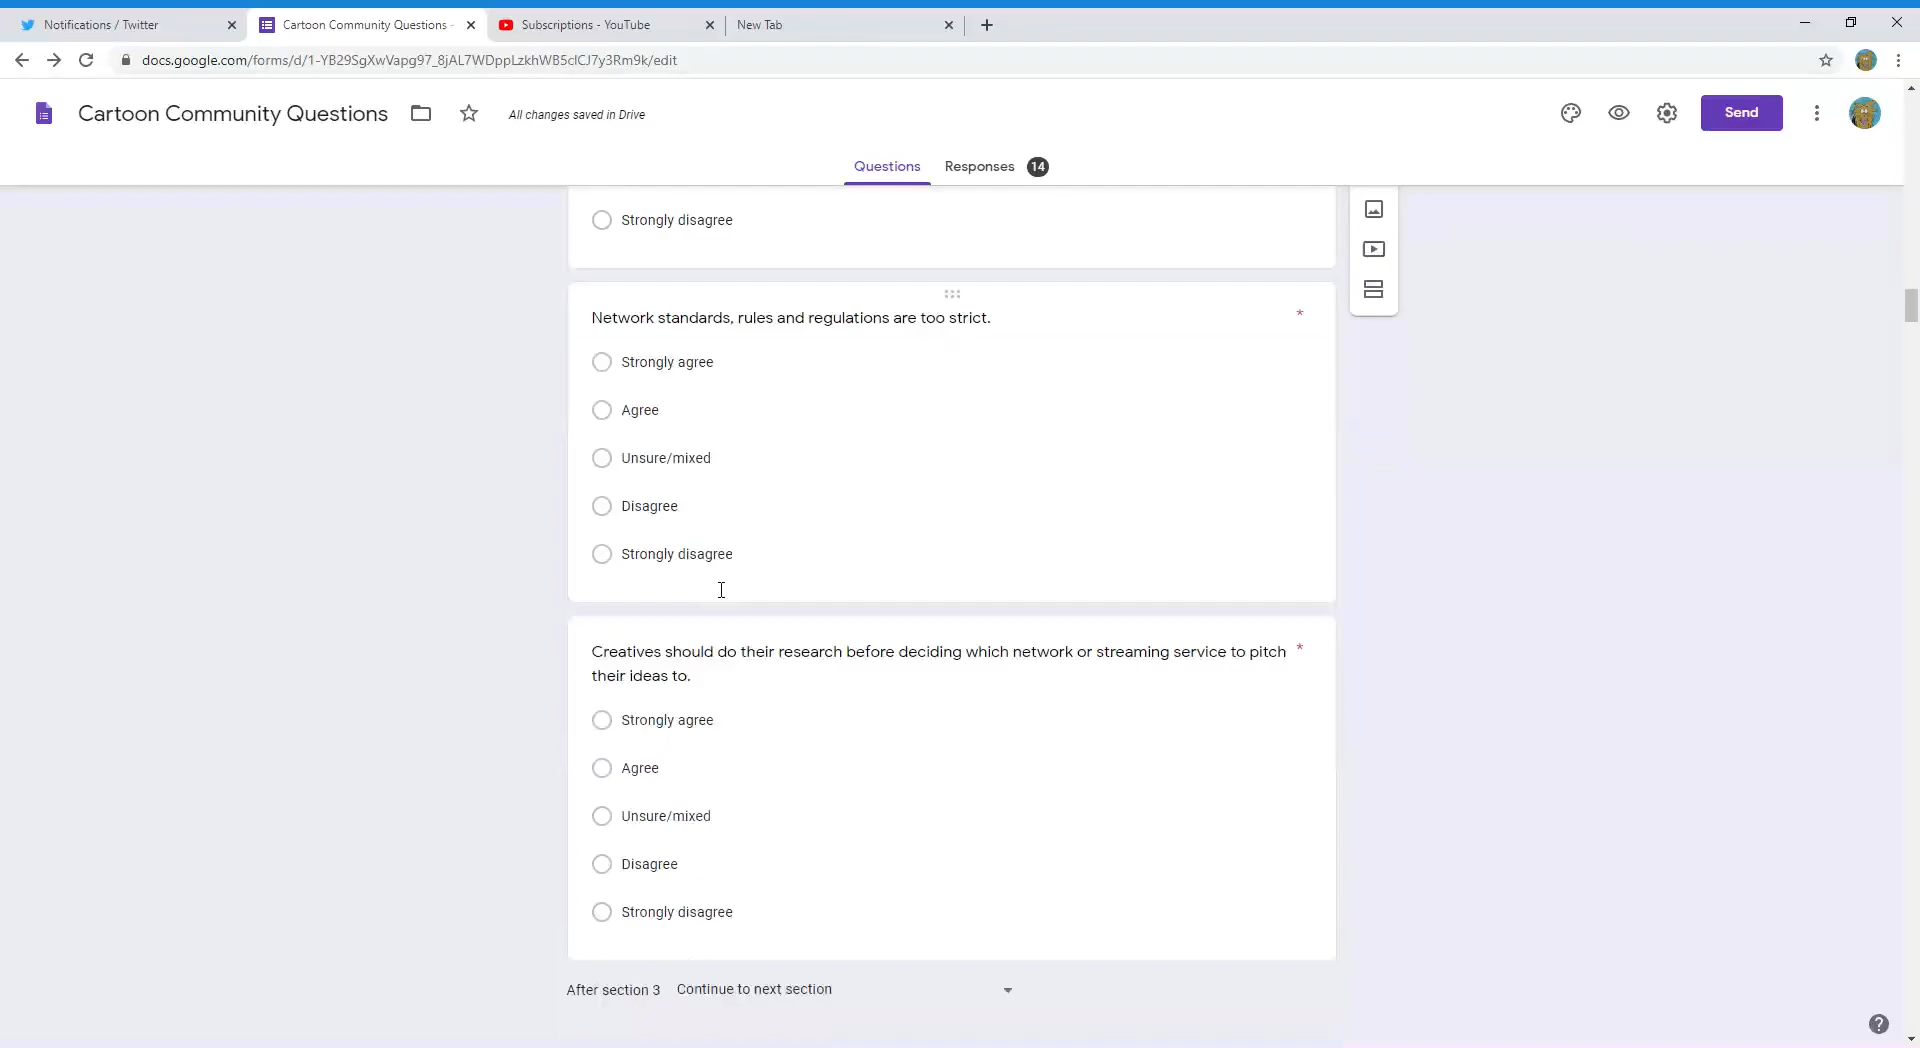 Notifications / Twitter
Cartoon Community Questions -
Subscriptions - YouTube
New Tab
docs.google.com/forms/d/1-YB29SgXwVapg97_8jAL7WDppLzkhWB5clCJ7y3Rm9k/edit
Cartoon Community Questions
All changes saved in Drive
Send
Questions
Responses 14
Strongly disagree
Network standards, rules and regulations are too strict. *
Strongly agree
Agree
Unsure/mixed
Disagree
Strongly disagree
Creatives should do their research before deciding which network or streaming service to pitch *
their ideas to.
Strongly agree
Agree
Unsure/mixed
Disagree
Strongly disagree
After section 3 Continue to next section